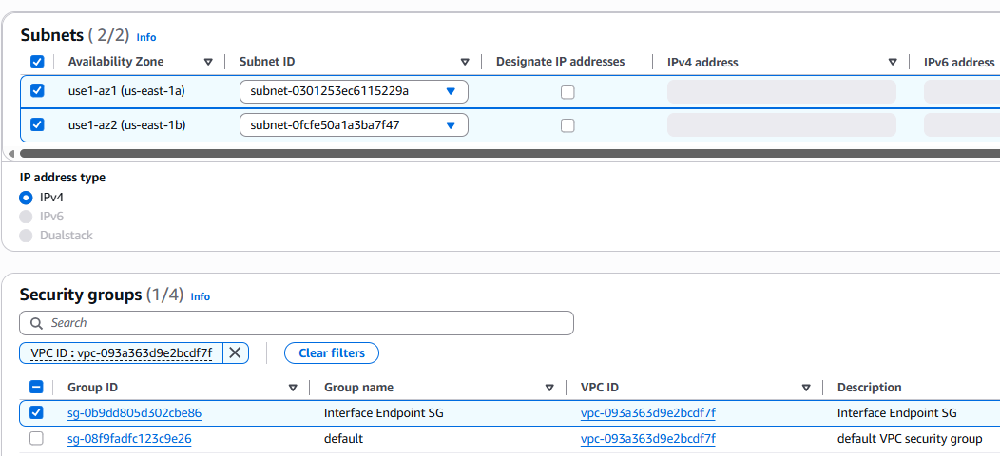 Subnets ( 2/2) Info
Availability Zone Subnet ID Designate IP addresses IPv4 address IPv6 address
use1-az1 (us-east-1a) subnet-0301253ec6115229a
use1-az2 (us-east-1b) subnet-0fcfe50a1a3ba7f47
IP address type
IPv4
IPv6
Dualstack
Security groups (1/4) Info
Search
VPC ID : vpc-093a363d9e2bcdf7f Clear filters
Group ID Group name VPC ID Description
sg-0b9dd805d302cbe86 Interface Endpoint SG vpc-093a363d9e2bcdf7f Interface Endpoint SG
sg-08f9fadfc123c9e26 default vpc-093a363d9e2bcdf7f default VPC security group